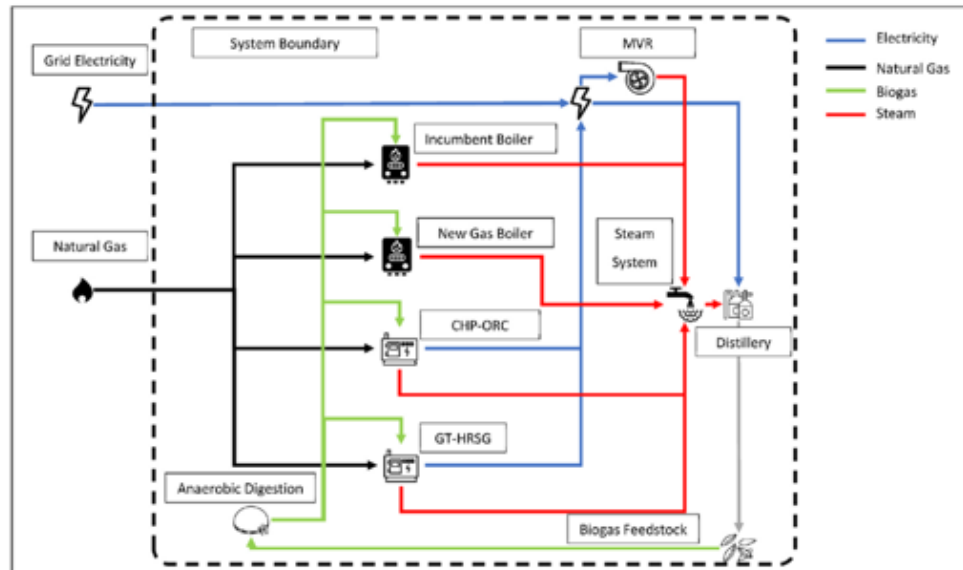 System Boundary
MVR
Electricity
Grid Electricity
Natural Gas
Biogas
Steam
Incumbent Boiler
Natural Gas
New Gas Boiler
Steam
System
CHP-ORC
Distillery
GT-HRSG
Anaerobic Digestion
Biogas Feedstock